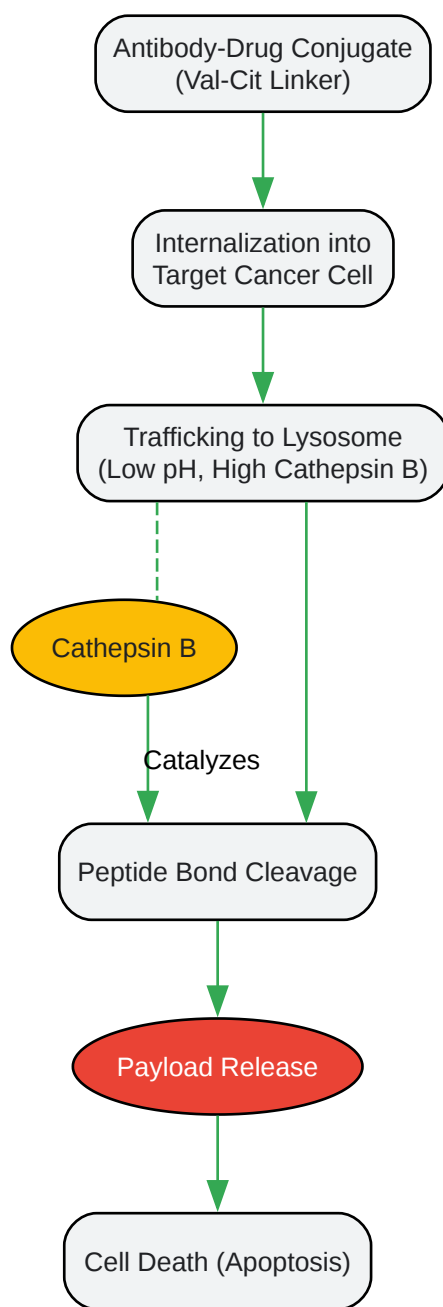 Antibody-Drug Conjugate
(Val-Cit Linker)
Internalization into
Target Cancer Cell
Trafficking to Lysosome
(Low pH, High Cathepsin B)
Cathepsin B
Catalyzes
Peptide Bond Cleavage
Payload Release
Cell Death (Apoptosis)